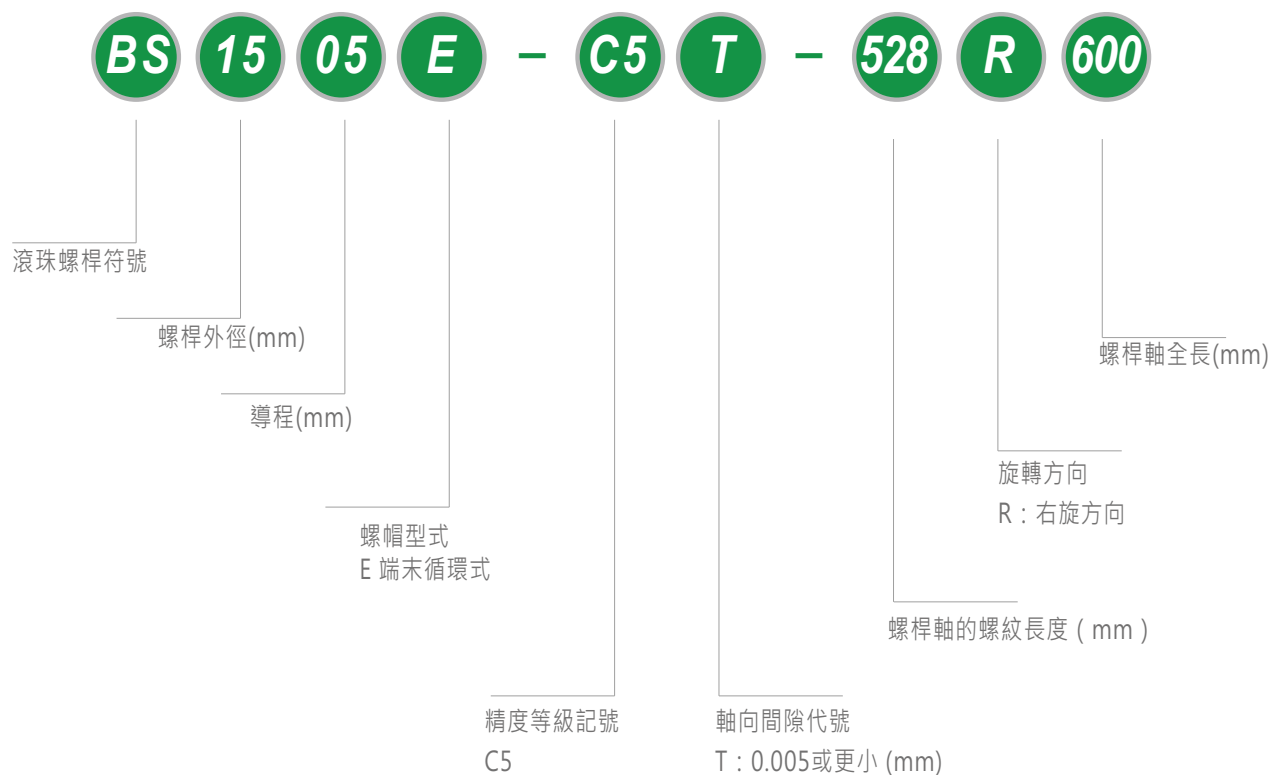 BS 15 05 E - C5 T - 528 R 600
滾珠螺桿符號
螺桿外徑(mm)
螺桿軸全長(mm)
導程(mm)
旋轉方向
R：右旋方向
螺帽型式
E 端末循環式
螺桿軸的螺紋長度 ( mm )
精度等級記號
C5
軸向間隙代號
T：0.005或更小 (mm)